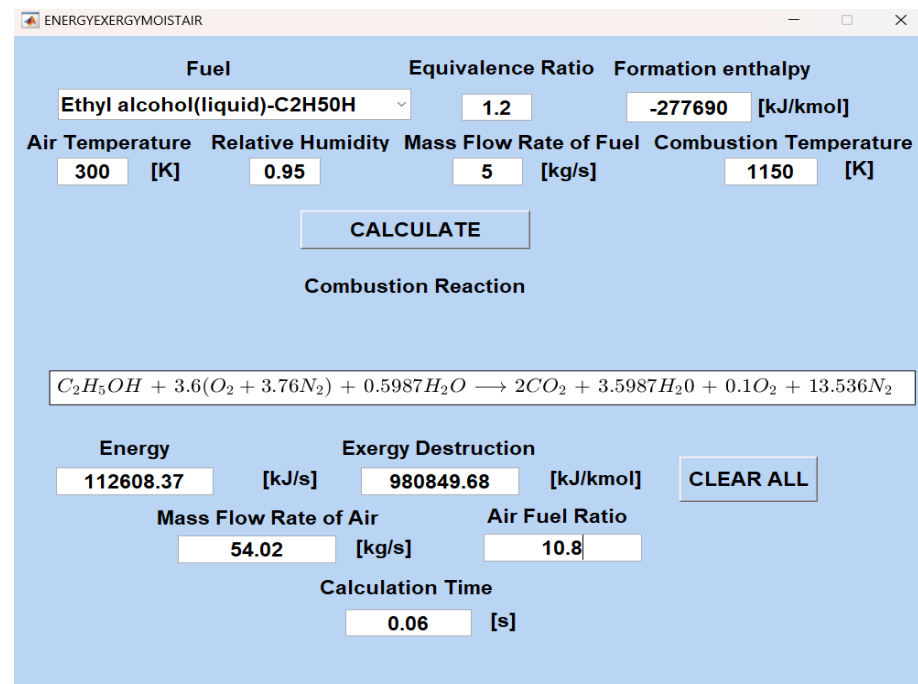 ENERGYEXERGYMOISTAIR
Fuel Equivalence Ratio Formation enthalpy
Ethyl alcohol(liquid)-C2H50H 1.2 -277690 [kJ/kmol]
Air Temperature Relative Humidity Mass Flow Rate of Fuel Combustion Temperature
300 [K] 0.95 5 [kg/s] 1150 [K]
CALCULATE
Combustion Reaction
C₂H₅OH + 3.6(O₂ + 3.76N₂) + 0.5987H₂O ⟶ 2CO₂ + 3.5987H₂0 + 0.1O₂ + 13.536N₂
Energy Exergy Destruction
112608.37 [kJ/s] 980849.68 [kJ/kmol] CLEAR ALL
Mass Flow Rate of Air Air Fuel Ratio
54.02 [kg/s] 10.8
Calculation Time
0.06 [s]